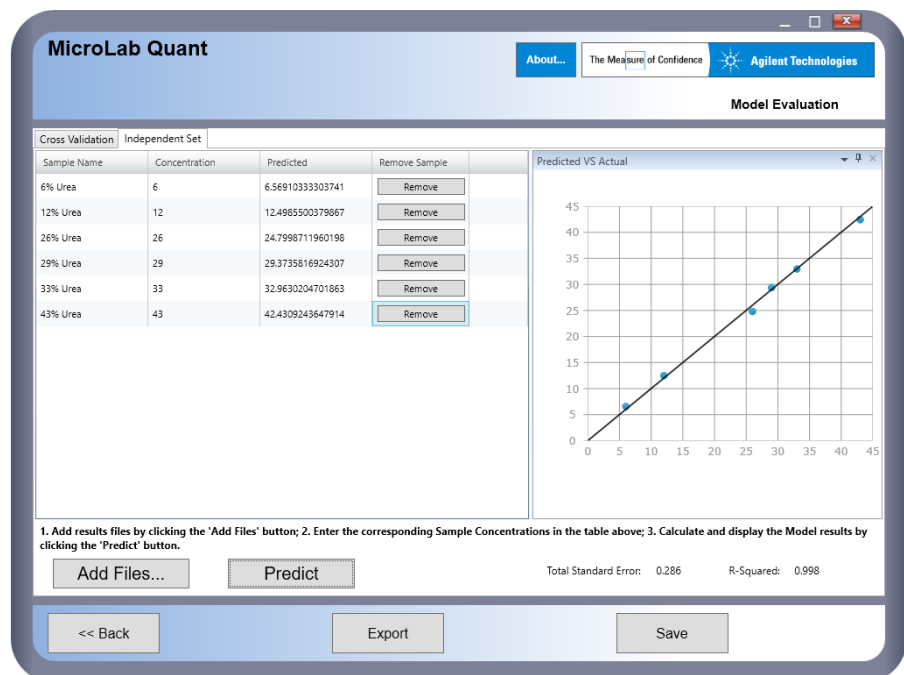 MicroLab Quant
About...
The Measure of Confidence
Agilent Technologies
Model Evaluation
Cross Validation Independent Set
Sample Name Concentration Predicted Remove Sample
6% Urea 6 6.56910333303741 Remove
12% Urea 12 12.4985500379867 Remove
26% Urea 26 24.7998711960198 Remove
29% Urea 29 29.3735816924307 Remove
33% Urea 33 32.9630204701863 Remove
43% Urea 43 42.4309243647914 Remove
Predicted VS Actual
45
40
35
30
25
20
15
10
5
0
0 5 10 15 20 25 30 35 40 45
1. Add results files by clicking the 'Add Files' button; 2. Enter the corresponding Sample Concentrations in the table above; 3. Calculate and display the Model results by
clicking the 'Predict' button.
Add Files... Predict Total Standard Error: 0.286 R-Squared: 0.998
<< Back Export Save